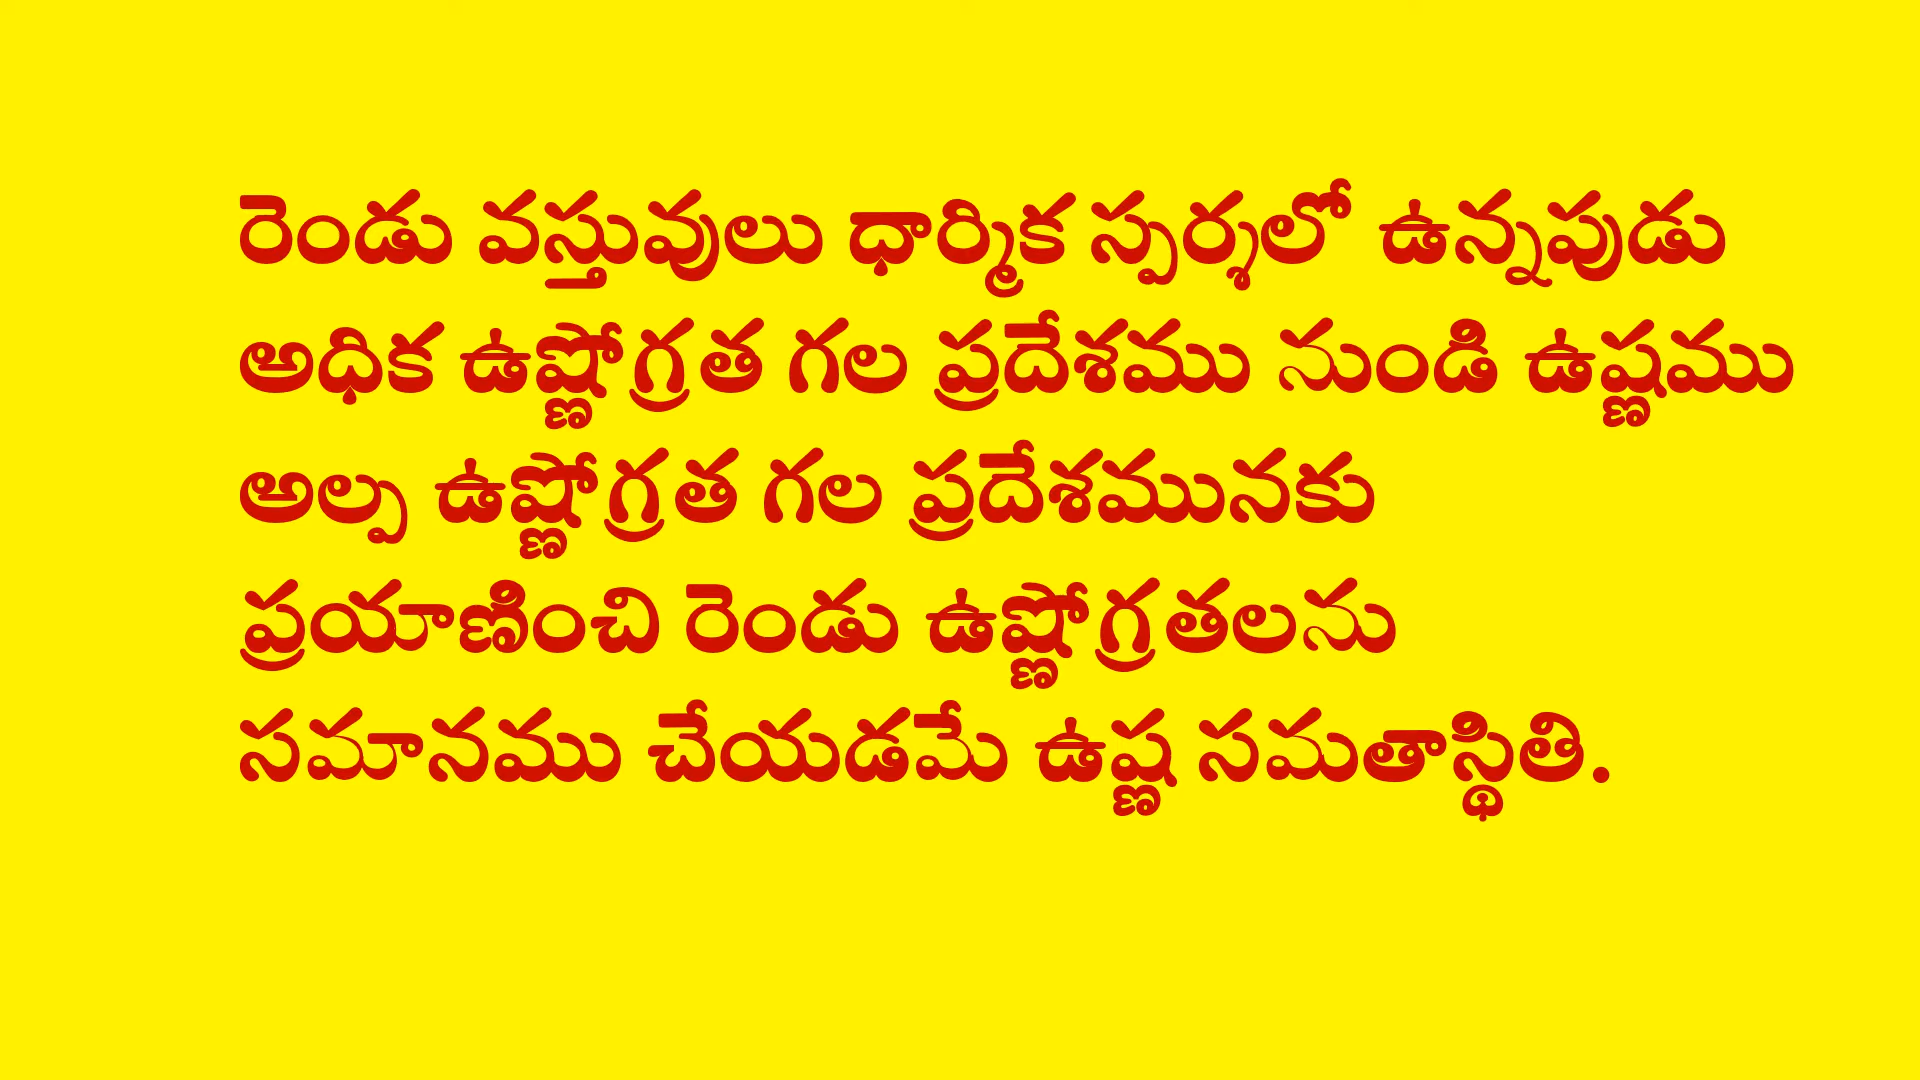 రెండు వస్తువులు ధార్మిక స్పర్శలో ఉన్నపుడు
అధిక ఉష్ణోగ్రత గల ప్రదేశము నుండి ఉష్ణము
అల్ప ఉష్ణోగ్రత గల ప్రదేశమునకు
ప్రయాణించి రెండు ఉష్ణోగ్రతలను
సమానము చేయడమే ఉష్ణ సమతాస్థితి.